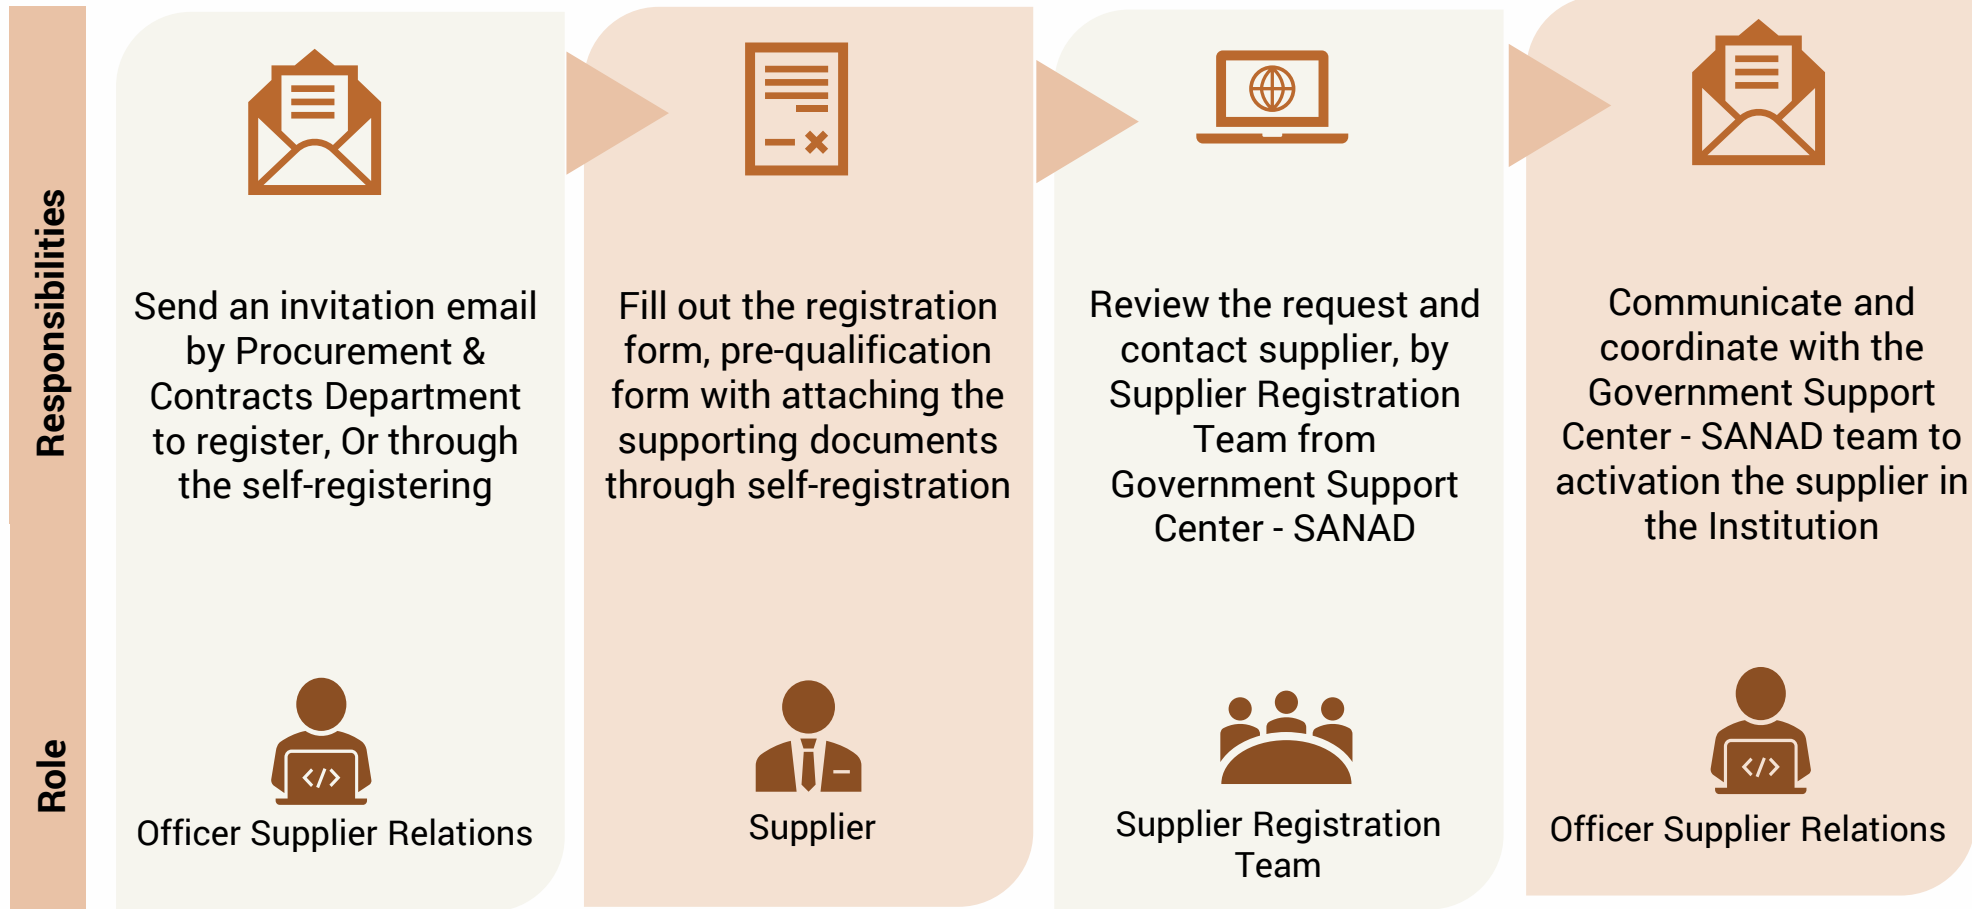 Responsibilities
Send an invitation email
by Procurement &
Contracts Department
to register, Or through
the self-registering
Fill out the registration
form, pre-qualification
form with attaching the
supporting documents
through self-registration
Review the request and
contact supplier, by
Supplier Registration
Team from
Government Support
Center - SANAD
Communicate and
coordinate with the
Government Support
Center - SANAD team to
activation the supplier in
the Institution
Role
</>
Officer Supplier Relations
Supplier
Supplier Registration
Team
</>
Officer Supplier Relations